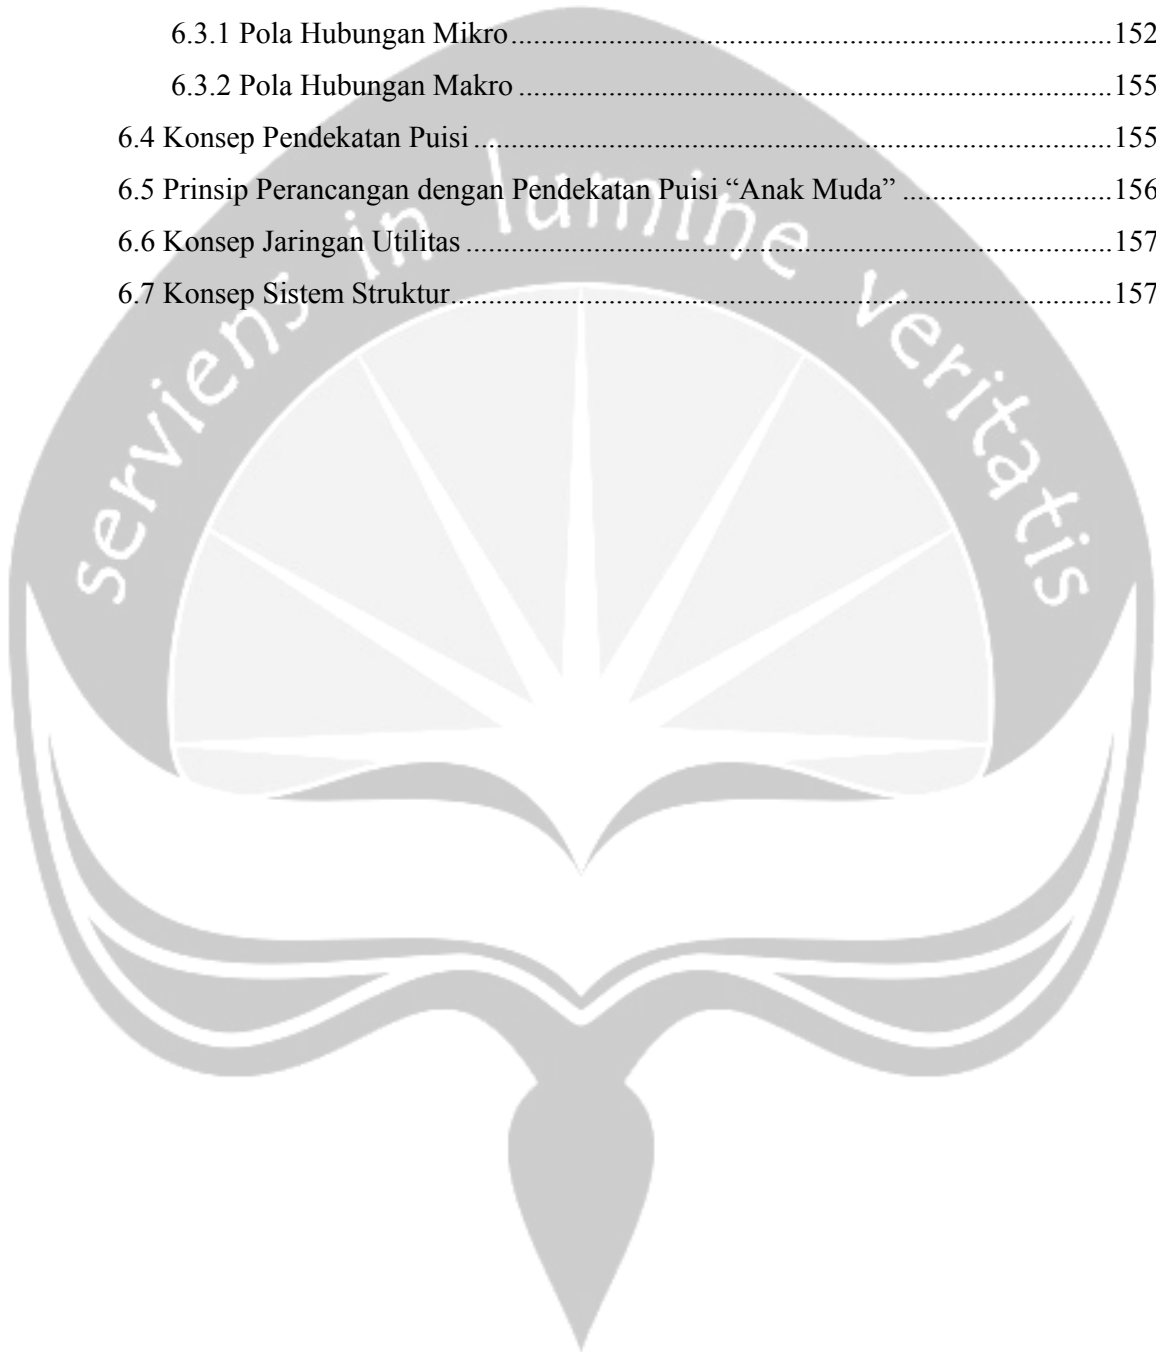 6.3.1 Pola Hubungan Mikro....................................................................................152
6.3.2 Pola Hubungan Makro...................................................................................155
6.4 Konsep Pendekatan Puisi.........................................................................................155
6.5 Prinsip Perancangan dengan Pendekatan Puisi “Anak Muda”..............................156
6.6 Konsep Jaringan Utilitas..........................................................................................157
6.7 Konsep Sistem Struktur............................................................................................157
serviens in lumine veritatis